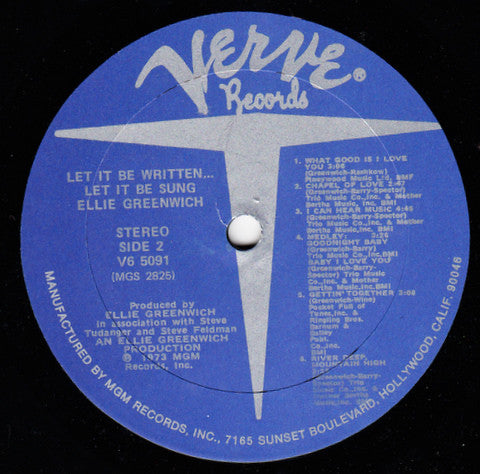 Verve®
Records
LET IT BE WRITTEN...
LET IT BE SUNG
ELLIE GREENWICH
STEREO
SIDE 2
V6 5091
(MGS 2825)
Produced by
ELLIE GREENWICH
in association with Steve
Tudanger and Steve Feldman
AN ELLIE GREENWICH
PRODUCTION
℗ 1973 MGM
Records, Inc.
1. WHAT GOOD IS I LOVE
YOU 3:06
(Greenwich-Rashkow)
Pineywood Music Ltd, BMF
2. CHAPEL OF LOVE 2:47
(Greenwich-Barry-Spector)
Trio Music Co., Inc. & Mother
Bertha Music, Inc. BMI
3. I CAN HEAR MUSIC 4:45
(Greenwich-Barry-Spector)
Trio Music Co., Inc. & Mother
Bertha Music, Inc. BMI
4. MEDLEY: 3:26
GOODNIGHT BABY
(Greenwich-Barry)
BABY I LOVE YOU
(Greenwich-Barry-
Spector) Trio Music
Co., Inc. & Mother
Bertha Music, Inc. BMI
5. GETTIN' TOGETHER 3:08
(Greenwich-Wine)
Pocket Full of
Tunes, Inc. &
Ringling Bros.
Barnum &
Bailey
Pubs.
Co., Inc.
BMI
6. RIVER DEEP,
MOUNTAIN HIGH
(Greenwich-Barry-
Spector) Trio
Music Co., Inc.
& Mother Bertha
Music, Inc.
BMI
MANUFACTURED BY MGM RECORDS, INC., 7165 SUNSET BOULEVARD, HOLLYWOOD, CALIF. 90046